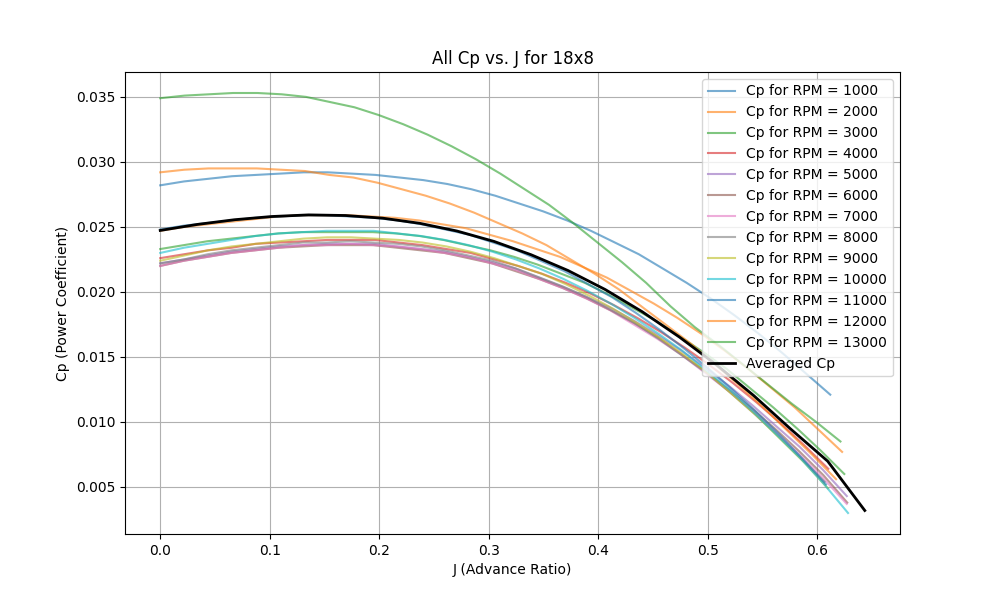 All Cp vs. J for 18x8
Cp (Power Coefficient)
0.035
0.030
0.025
0.020
0.015
0.010
0.005
Cp for RPM = 1000
Cp for RPM = 2000
Cp for RPM = 3000
Cp for RPM = 4000
Cp for RPM = 5000
Cp for RPM = 6000
Cp for RPM = 7000
Cp for RPM = 8000
Cp for RPM = 9000
Cp for RPM = 10000
Cp for RPM = 11000
Cp for RPM = 12000
Cp for RPM = 13000
Averaged Cp
0.0 0.1 0.2 0.3 0.4 0.5 0.6
J (Advance Ratio)